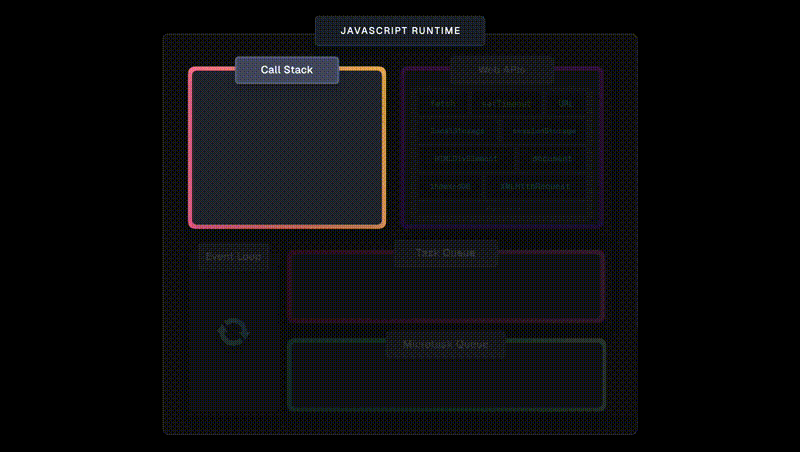 JAVASCRIPT RUNTIME
Call Stack
Web APIs
fetch setTimeout URL
localStorage sessionStorage
HTMLDivElement document
indexedDB XMLHttpRequest
Event Loop
Task Queue
Microtask Queue